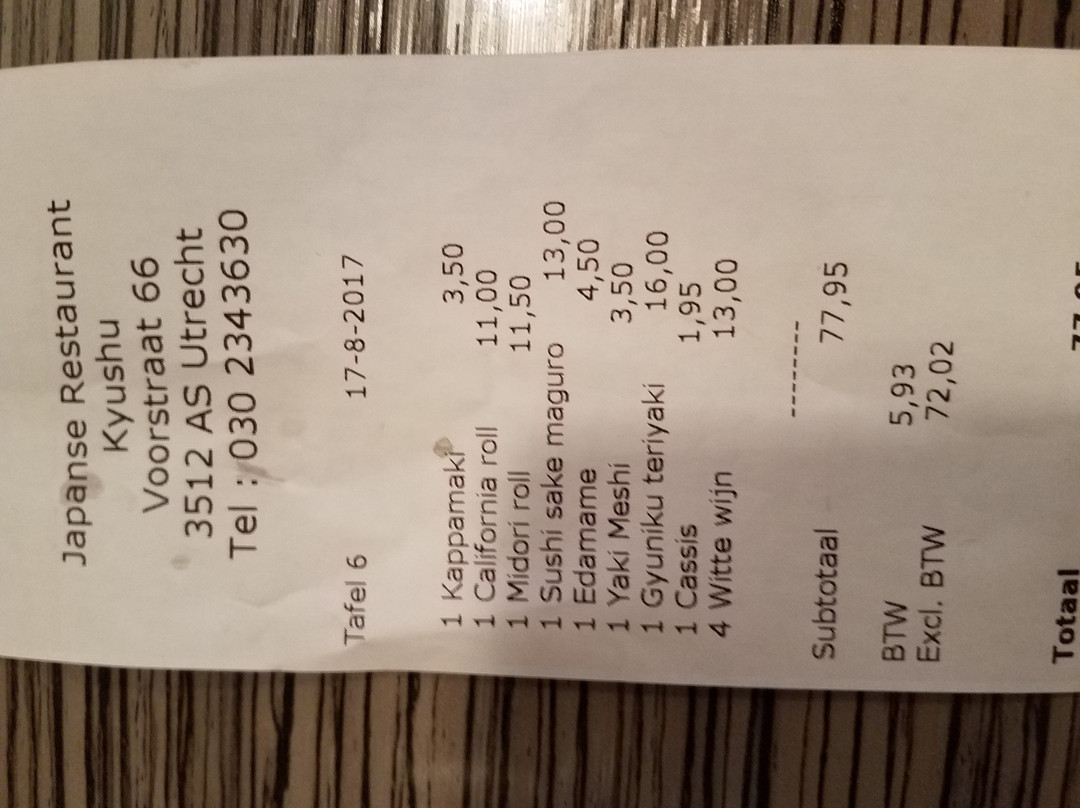 Japanse Restaurant
Kyushu
Voorstraat 66
3512 AS Utrecht
Tel : 030 2343630
Tafel 6 17-8-2017
1 Kappamaki 3,50
1 California roll 11,00
1 Midori roll 11,50
1 Sushi sake maguro 13,00
1 Edamame 4,50
1 Yaki Meshi 3,50
1 Gyuniku teriyaki 16,00
1 Cassis 1,95
4 Witte wijn 13,00
---------
Subtotaal 77,95
BTW 5,93
Excl. BTW 72,02
Totaal